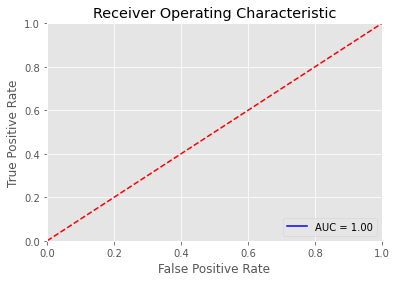 Receiver Operating Characteristic
True Positive Rate
1.0
0.8
0.6
0.4
0.2
0.0
AUC = 1.00
0.0 0.2 0.4 0.6 0.8 1.0
False Positive Rate